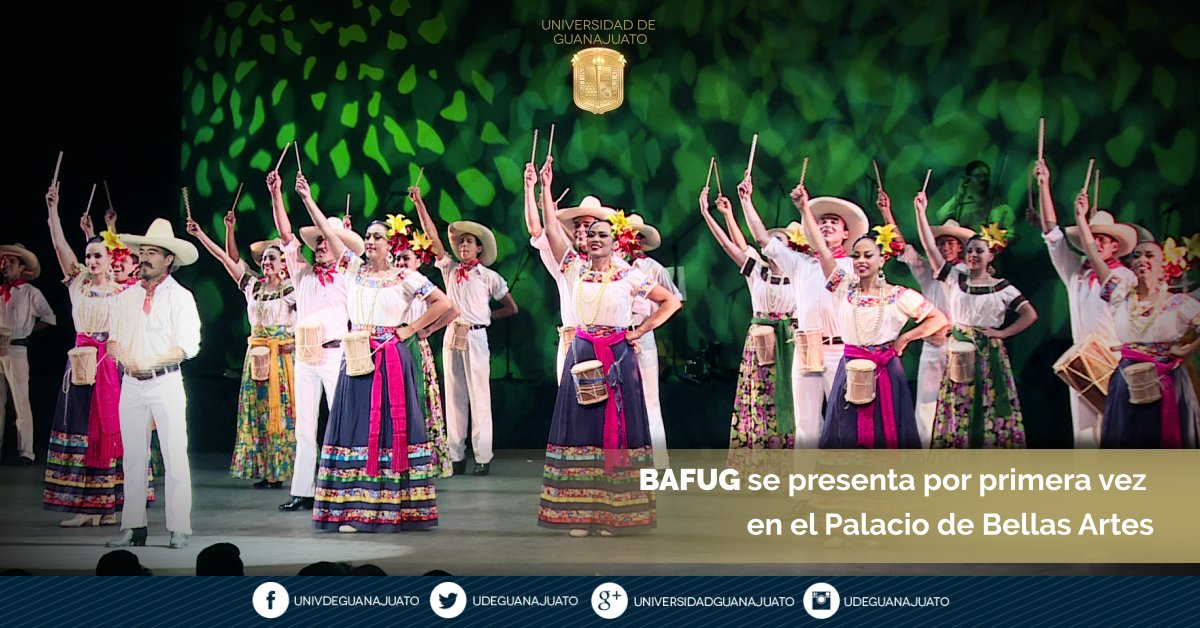 UNIVERSIDAD DE
GUANAJUATO
BAFUG se presenta por primera vez
en el Palacio de Bellas Artes
UNIVDEGUANAJUATO
UDEGUANAJUATO
UNIVERSIDADGUANAJUATO
UDEGUANAJUATO